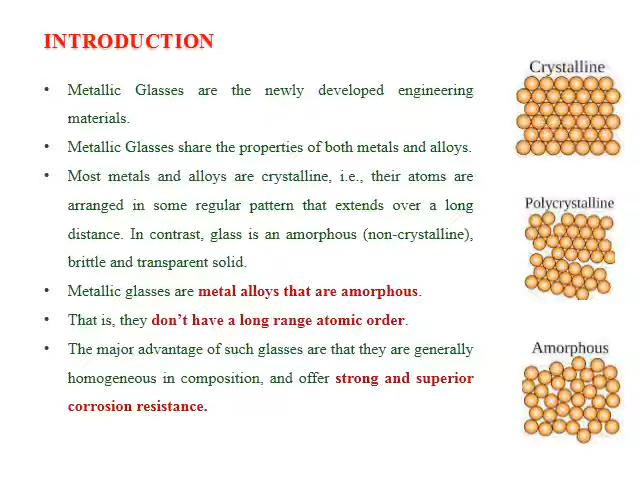 INTRODUCTION
• Metallic Glasses are the newly developed engineering
materials.
• Metallic Glasses share the properties of both metals and alloys.
• Most metals and alloys are crystalline, i.e., their atoms are
arranged in some regular pattern that extends over a long
distance. In contrast, glass is an amorphous (non-crystalline),
brittle and transparent solid.
• Metallic glasses are metal alloys that are amorphous.
• That is, they don’t have a long range atomic order.
• The major advantage of such glasses are that they are generally
homogeneous in composition, and offer strong and superior
corrosion resistance.
Crystalline
Polycrystalline
Amorphous